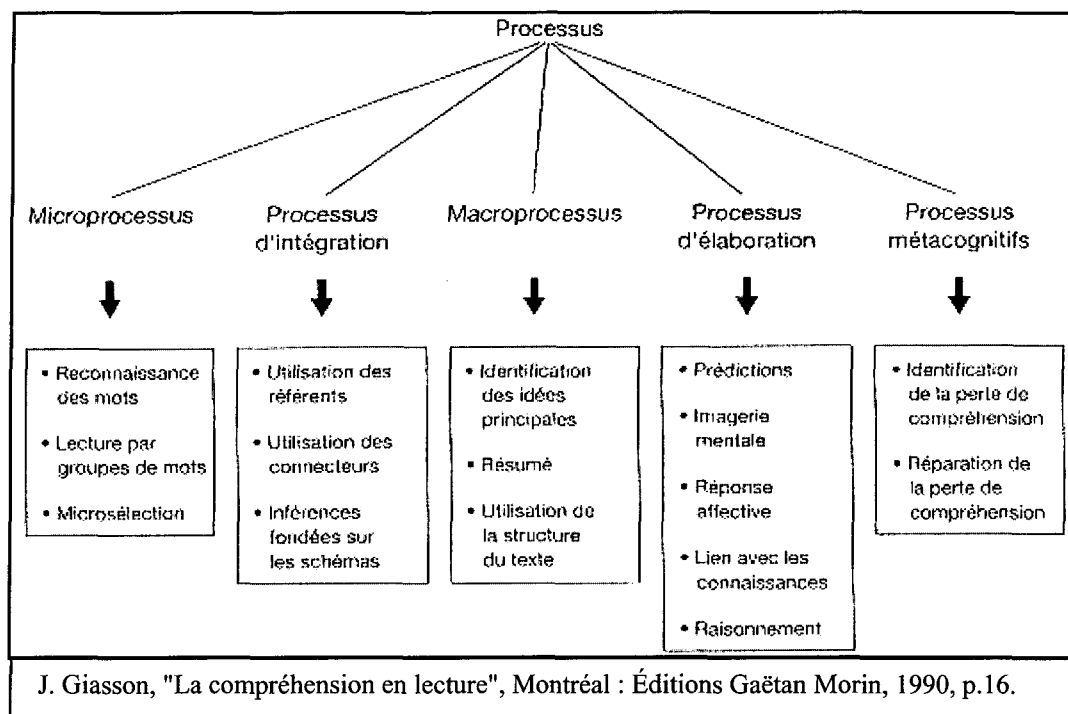 Processus
Microprocessus
Processus
d'intégration
Macroprocessus
Processus
d'élaboration
Processus
métacognitifs
• Reconnaissance
des mots
• Lecture par
groupes de mots
• Microsélection
• Utilisation des
référents
• Utilisation des
connecteurs
• Inférences
fondées sur
les schémas
• Identification
des idées
principales
• Résumé
• Utilisation de
la structure
du texte
• Prédictions
• Imagerie
mentale
• Réponse
affective
• Lien avec les
connaissances
• Raisonnement
• Identification
de la perte de
compréhension
• Réparation de
la perte de
compréhension
J. Giasson, "La compréhension en lecture", Montréal : Éditions Gaëtan Morin, 1990, p.16.